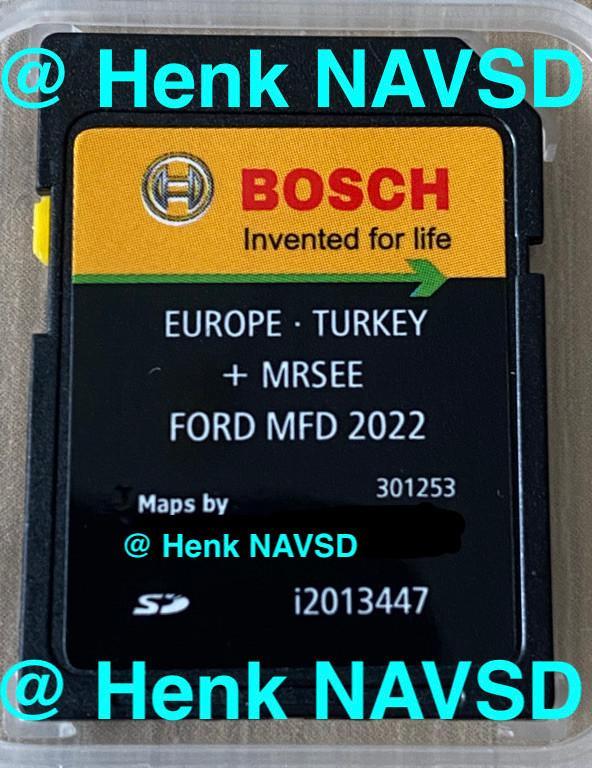 @ Henk NAVSD
BOSCH
Invented for life
EUROPE · TURKEY
+ MRSEE
FORD MFD 2022
301253
Maps by
@ Henk NAVSD
SD i2013447
@ Henk NAVSD